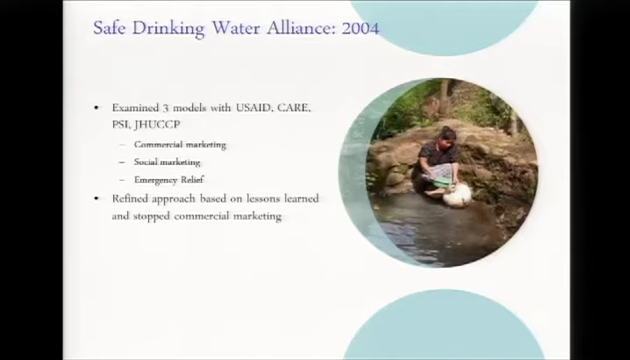 Safe Drinking Water Alliance: 2004
• Examined 3 models with USAID, CARE,
PSI, JHUCCP
– Commercial marketing
– Social marketing
– Emergency Relief
• Refined approach based on lessons learned
and stopped commercial marketing